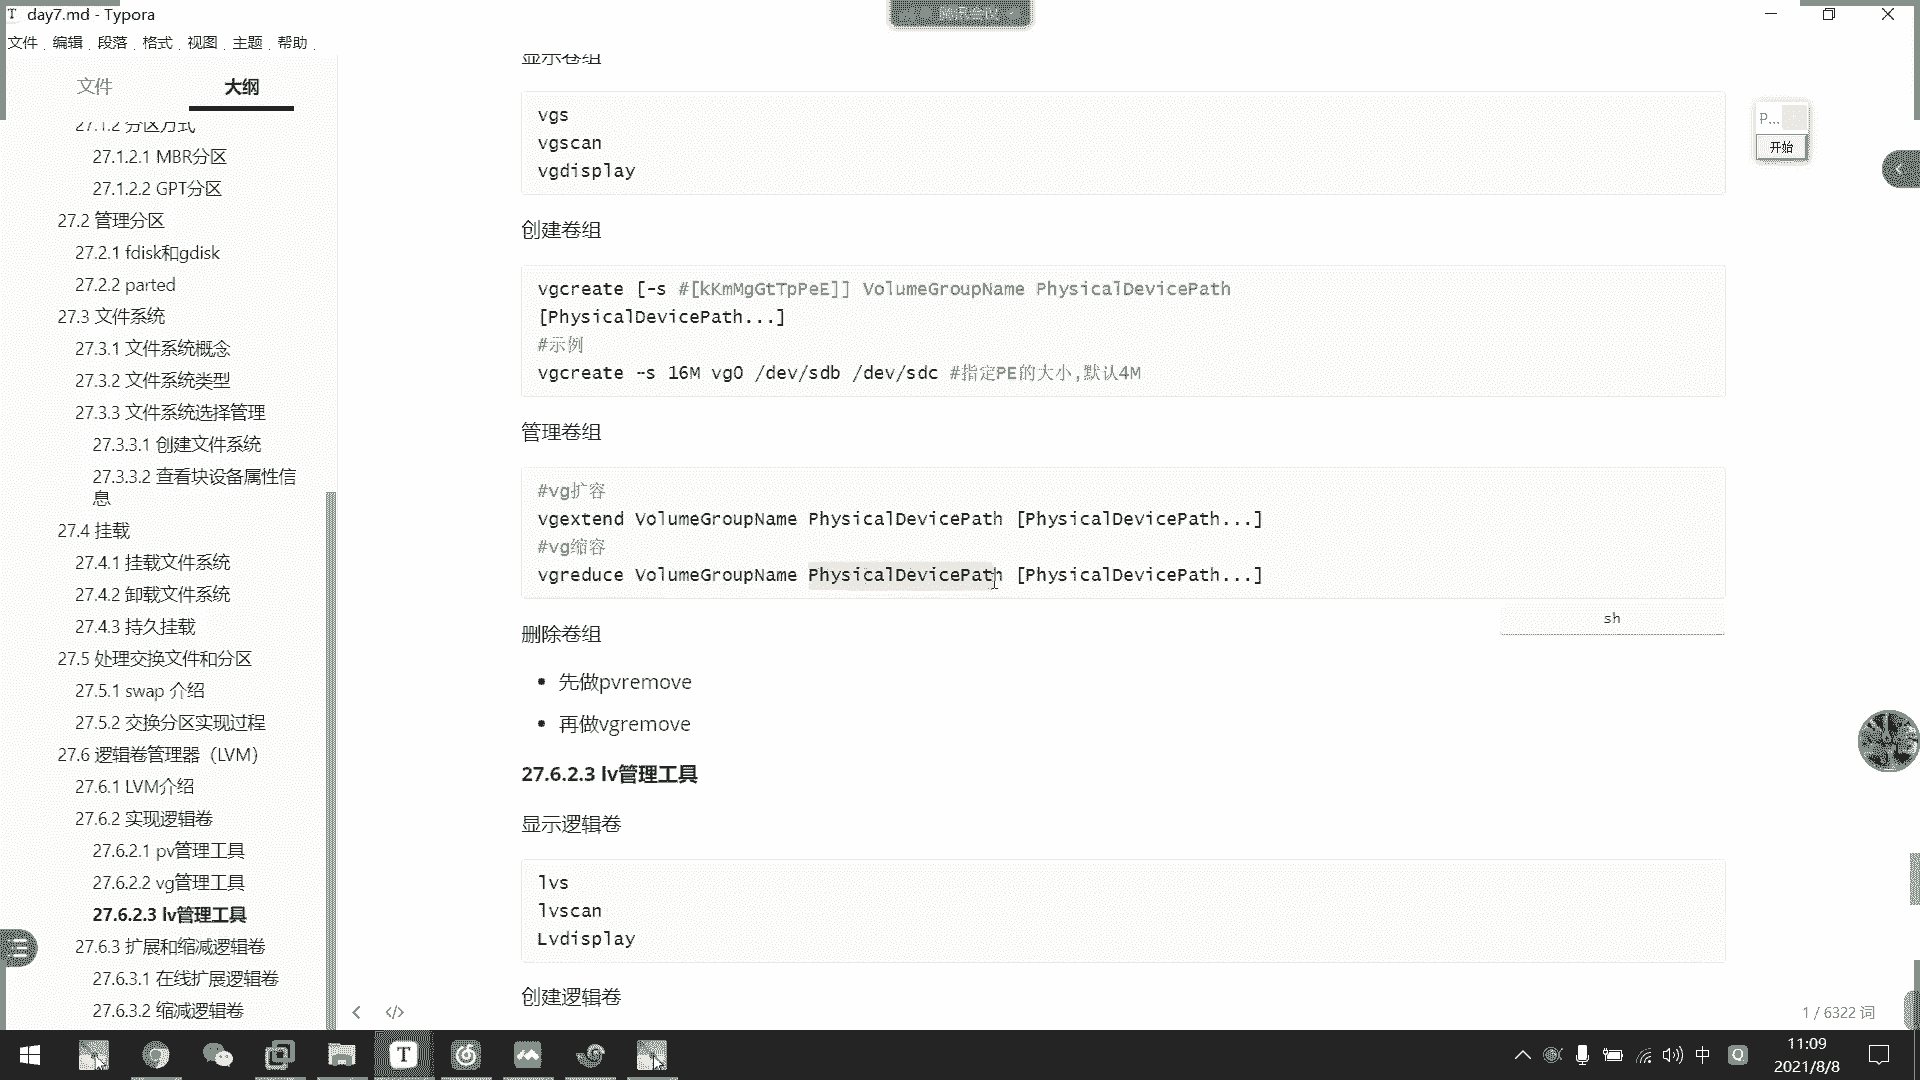 day7.md - Typora
腾讯会议
文件 编辑 段落 格式 视图 主题 帮助
文件
大纲
27.1.2 分区方式
27.1.2.1 MBR分区
27.1.2.2 GPT分区
27.2 管理分区
27.2.1 fdisk和gdisk
27.2.2 parted
27.3 文件系统
27.3.1 文件系统概念
27.3.2 文件系统类型
27.3.3 文件系统选择管理
27.3.3.1 创建文件系统
27.3.3.2 查看块设备属性信
息
27.4 挂载
27.4.1 挂载文件系统
27.4.2 卸载文件系统
27.4.3 持久挂载
27.5 处理交换文件和分区
27.5.1 swap 介绍
27.5.2 交换分区实现过程
27.6 逻辑卷管理器（LVM）
27.6.1 LVM介绍
27.6.2 实现逻辑卷
27.6.2.1 pv管理工具
27.6.2.2 vg管理工具
27.6.2.3 lv管理工具
27.6.3 扩展和缩减逻辑卷
27.6.3.1 在线扩展逻辑卷
27.6.3.2 缩减逻辑卷
显示卷组
vgs
vgscan
vgdisplay
创建卷组
vgcreate [-s #[kKmMgGtTpPeE]] VolumeGroupName PhysicalDevicePath
[PhysicalDevicePath...]
#示例
vgcreate -s 16M vg0 /dev/sdb /dev/sdc #指定PE的大小,默认4M
管理卷组
#vg扩容
vgextend VolumeGroupName PhysicalDevicePath [PhysicalDevicePath...]
#vg缩容
vgreduce VolumeGroupName PhysicalDevicePath [PhysicalDevicePath...]
sh
删除卷组
• 先做pvremove
• 再做vgremove
27.6.2.3 lv管理工具
显示逻辑卷
lvs
lvscan
Lvdisplay
创建逻辑卷
P...
开始
1 / 6322 词
中
11:09
2021/8/8